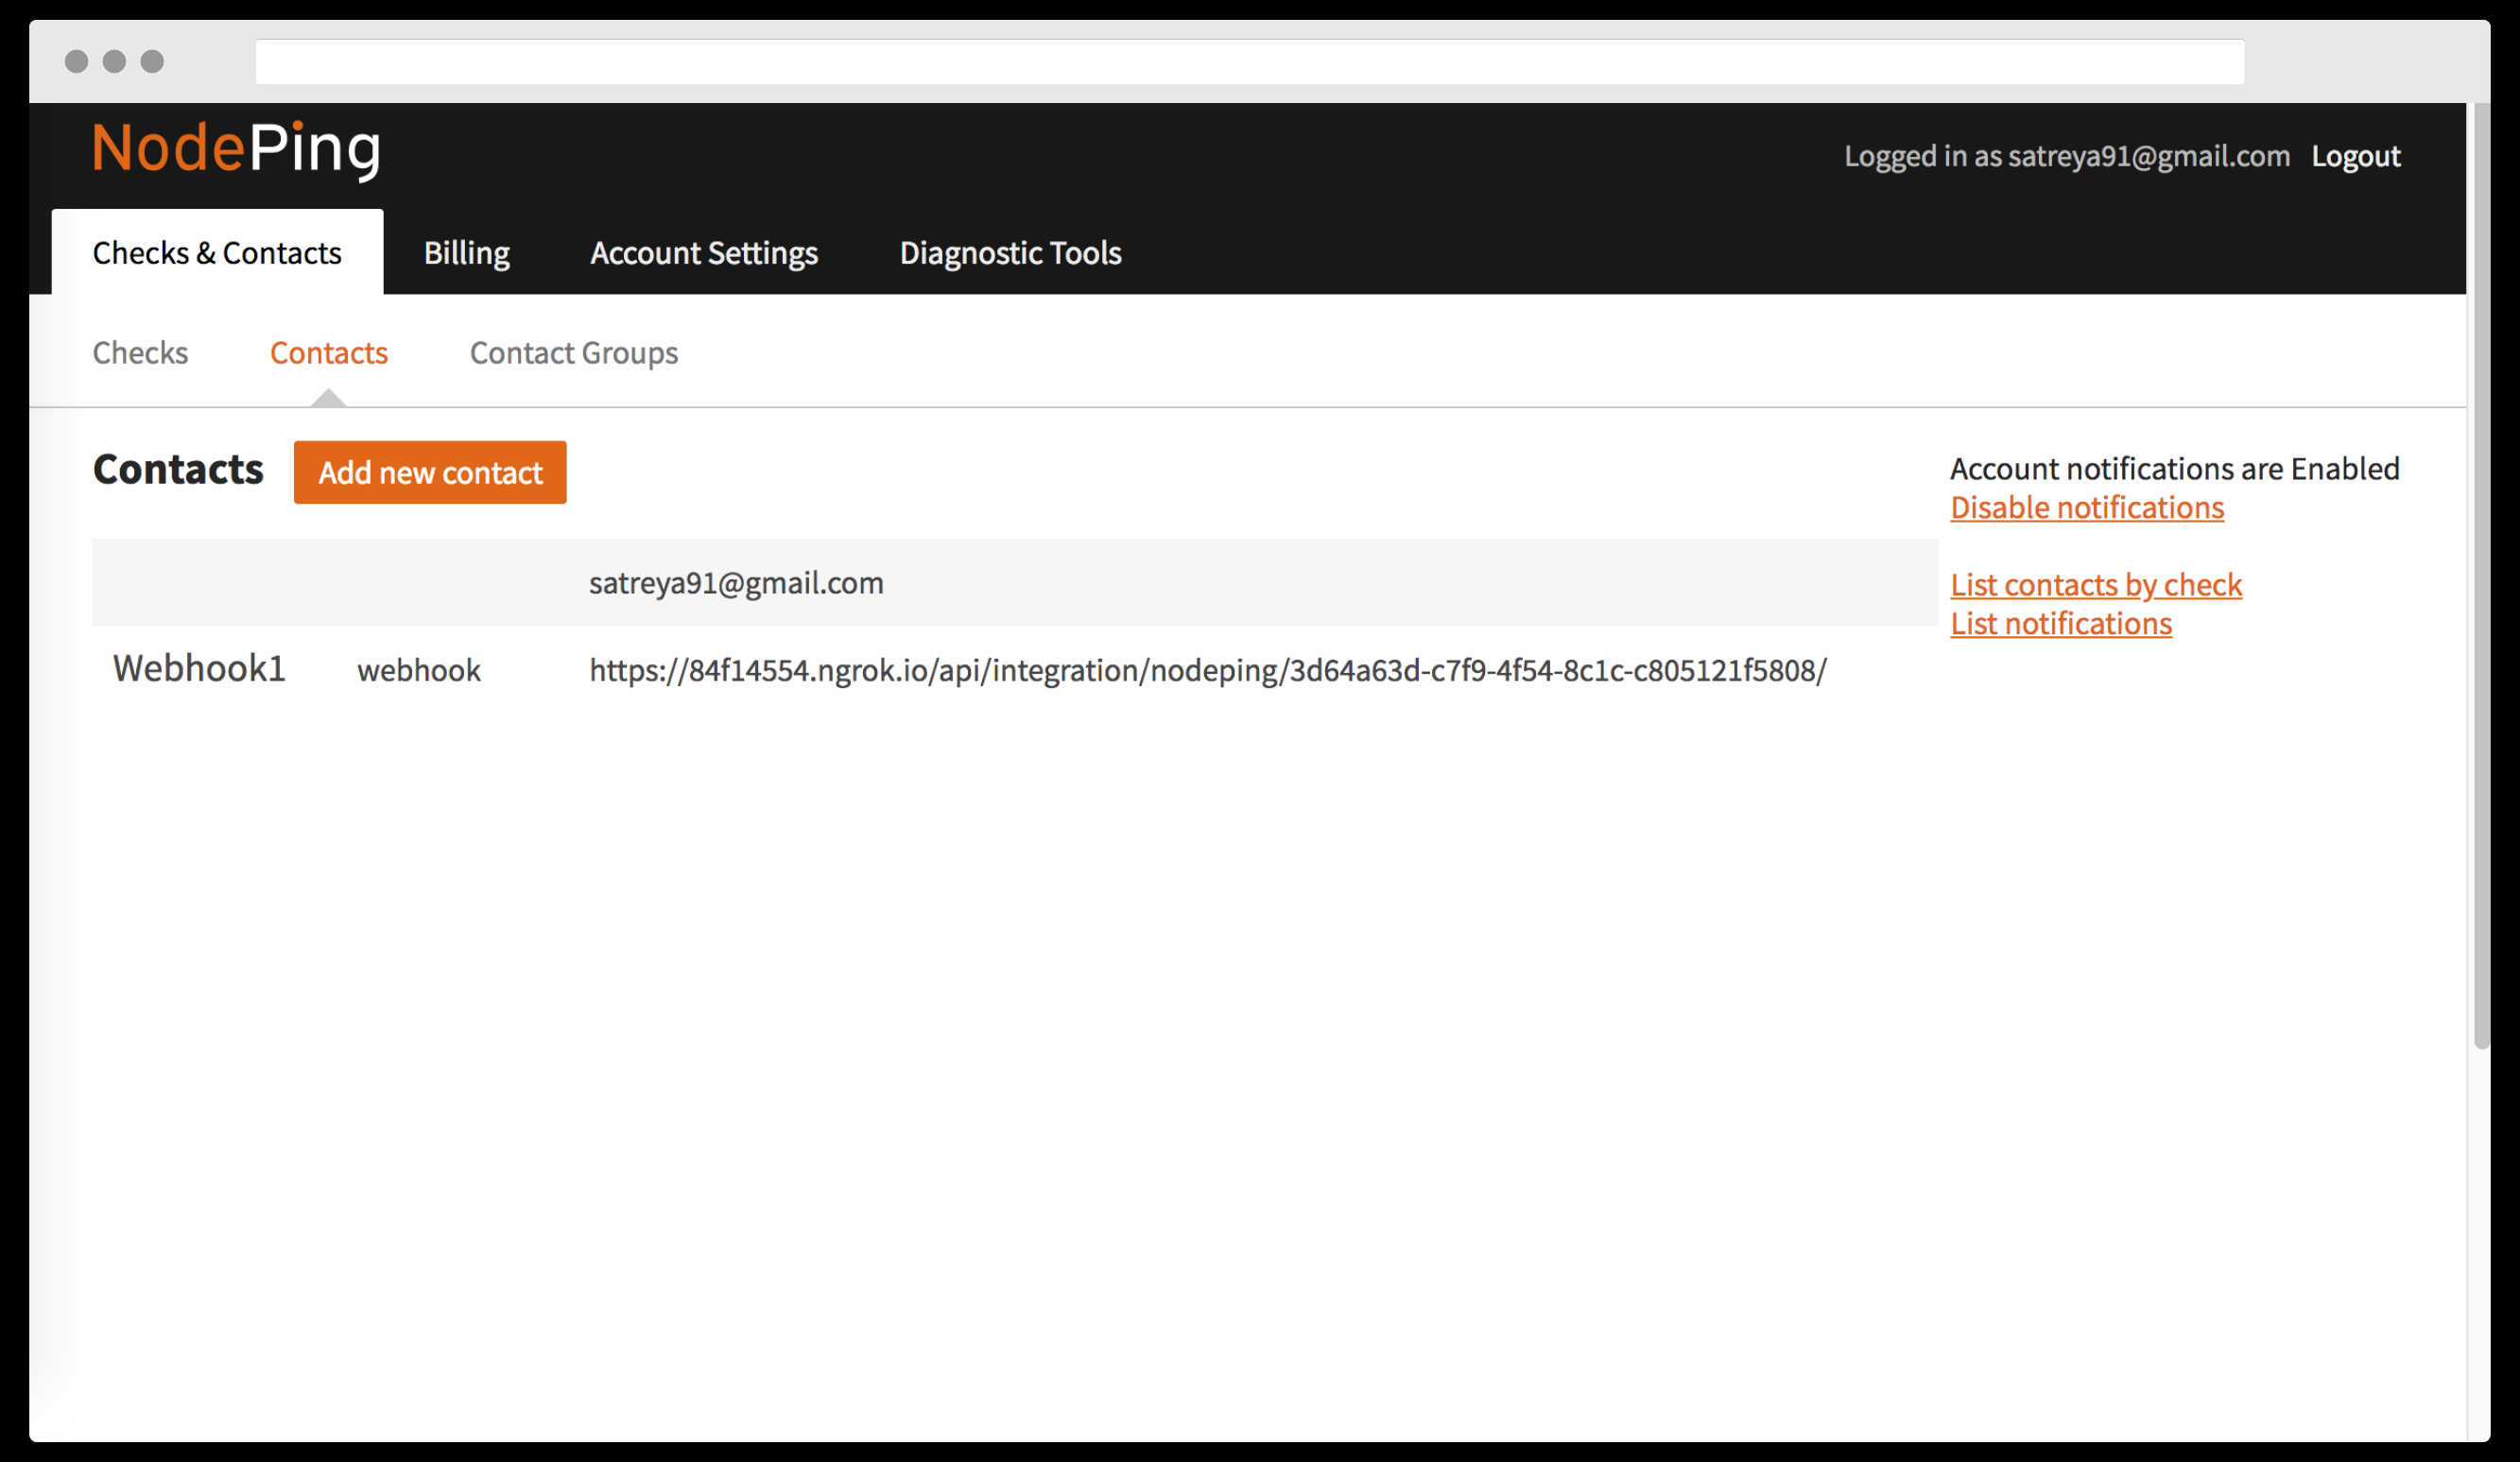 NodePing
Logged in as satreya91@gmail.com Logout
Checks & Contacts Billing Account Settings Diagnostic Tools
Checks Contacts Contact Groups
Contacts Add new contact
Account notifications are Enabled
Disable notifications
satreya91@gmail.com
List contacts by check
List notifications
Webhook1 webhook https://84f14554.ngrok.io/api/integration/nodeping/3d64a63d-c7f9-4f54-8c1c-c805121f5808/